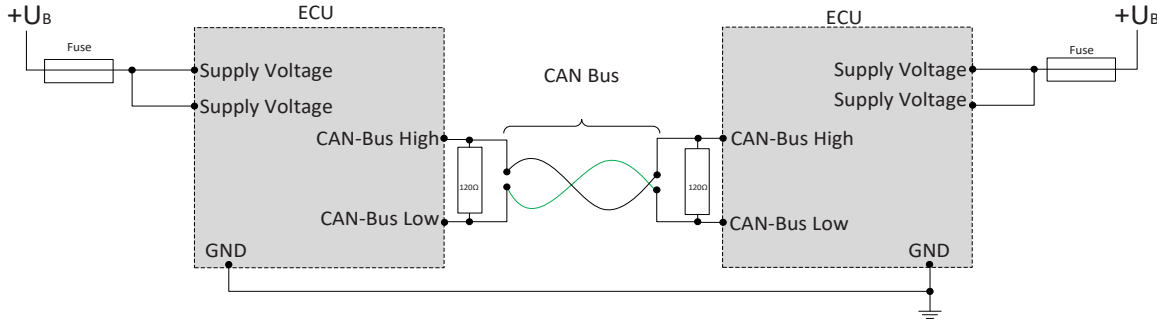 +UB
ECU
ECU
+UB
Fuse
Fuse
Supply Voltage
Supply Voltage
CAN Bus
Supply Voltage
Supply Voltage
CAN-Bus High
CAN-Bus High
120Ω
120Ω
CAN-Bus Low
CAN-Bus Low
GND
GND